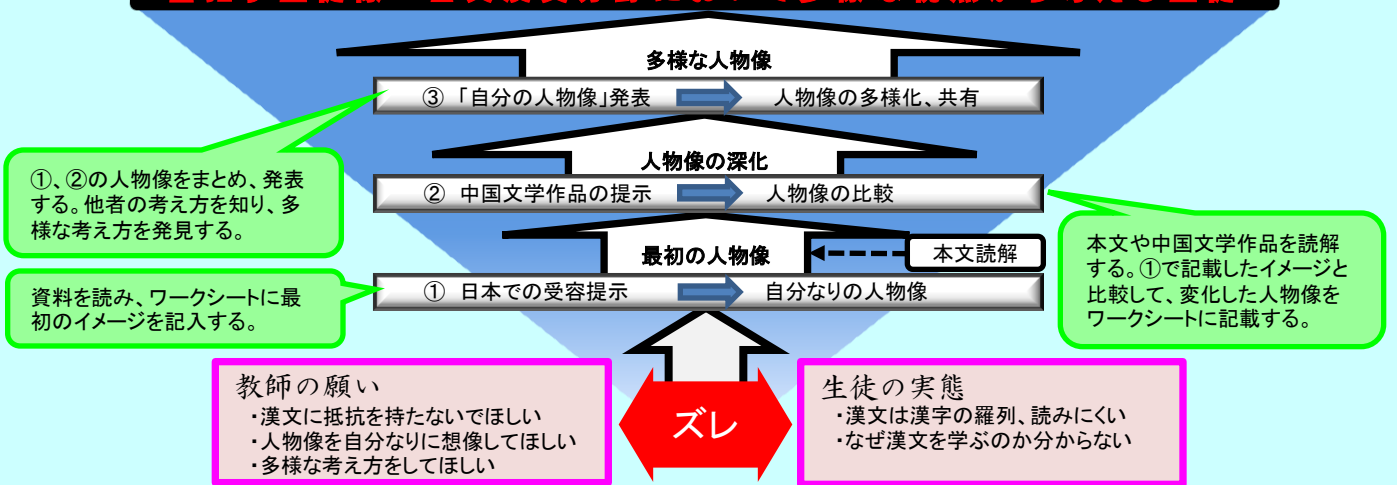 多様な人物像
③ 「自分の人物像」発表
人物像の多様化、共有
①、②の人物像をまとめ、発表
する。他者の考え方を知り、多
様な考え方を発見する。
人物像の深化
② 中国文学作品の提示
人物像の比較
本文や中国文学作品を読解
する。①で記載したイメージと
比較して、変化した人物像を
ワークシートに記載する。
最初の人物像
本文読解
① 日本での受容提示
自分なりの人物像
資料を読み、ワークシートに最
初のイメージを記入する。
教師の願い
・漢文に抵抗を持たないでほしい
・人物像を自分なりに想像してほしい
・多様な考え方をしてほしい
ズレ
生徒の実態
・漢文は漢字の羅列、読みにくい
・なぜ漢文を学ぶのか分からない